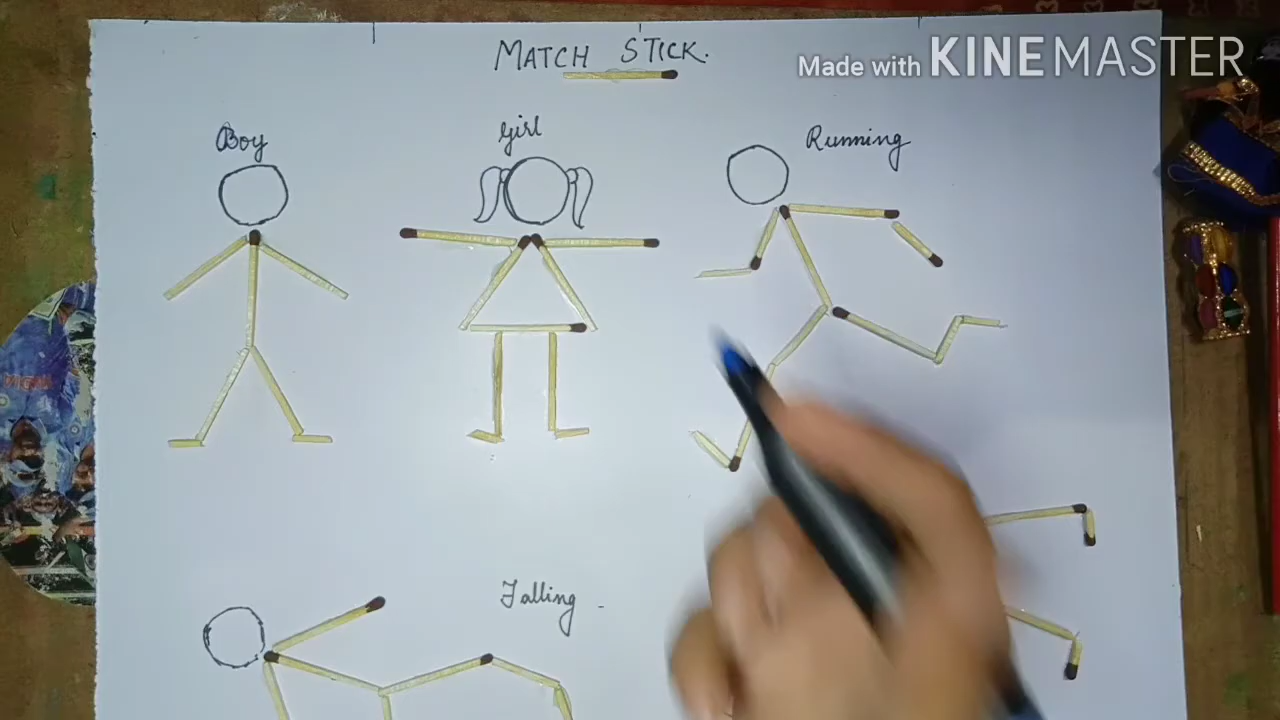 MATCH STICK.
Made with KINEMASTER
Boy
Girl
Running
Falling -